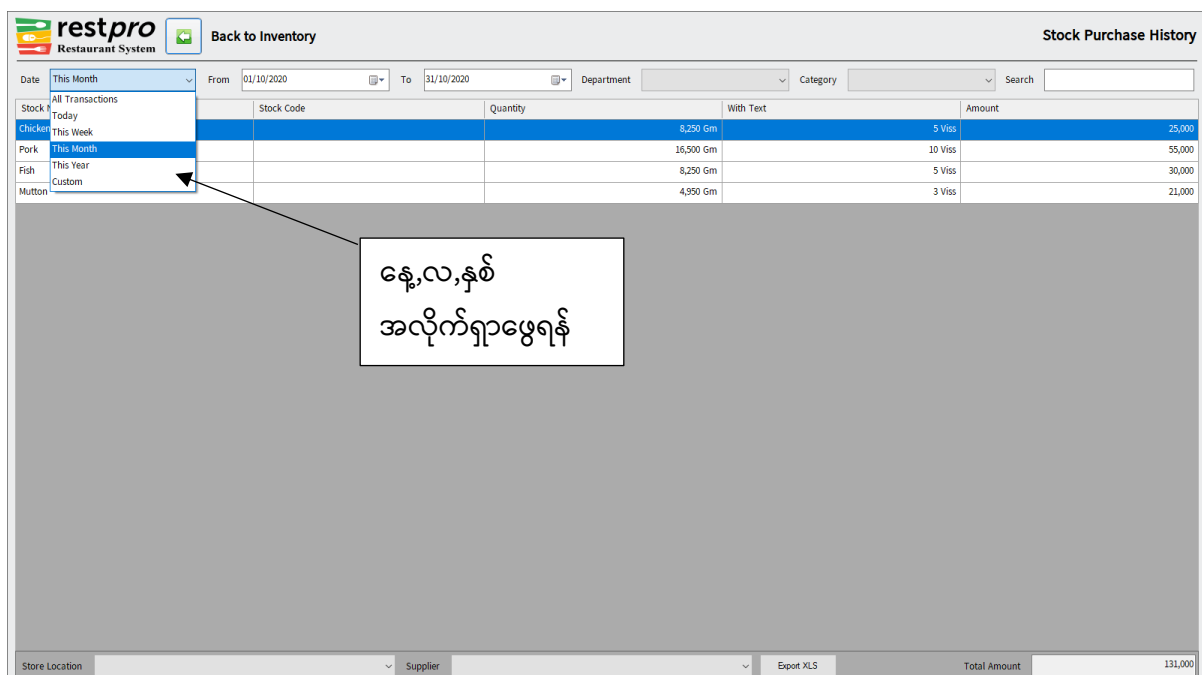 restpro
Restaurant System
Back to Inventory
Stock Purchase History
Date This Month From 01/10/2020 To 31/10/2020 Department Category Search
All Transactions
Today
This Week
This Month
This Year
Custom
Stock Code Quantity With Text Amount
Chicken 8,250 Gm 5 Viss 25,000
Pork 16,500 Gm 10 Viss 55,000
Fish 8,250 Gm 5 Viss 30,000
Mutton 4,950 Gm 3 Viss 21,000
နေ့,လ,နှစ်
အလိုက်ရှာဖွေရန်
Store Location Supplier Export XLS Total Amount 131,000